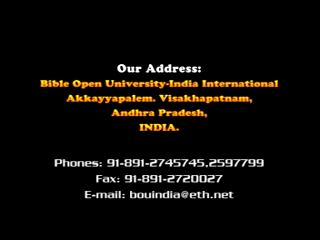 Our Address:
Bible Open University-India International
Akkayyapalem. Visakhapatnam,
Andhra Pradesh,
INDIA.
Phones: 91-891-2745745,2597799
Fax: 91-891-2720027
E-mail: bouindia@eth.net